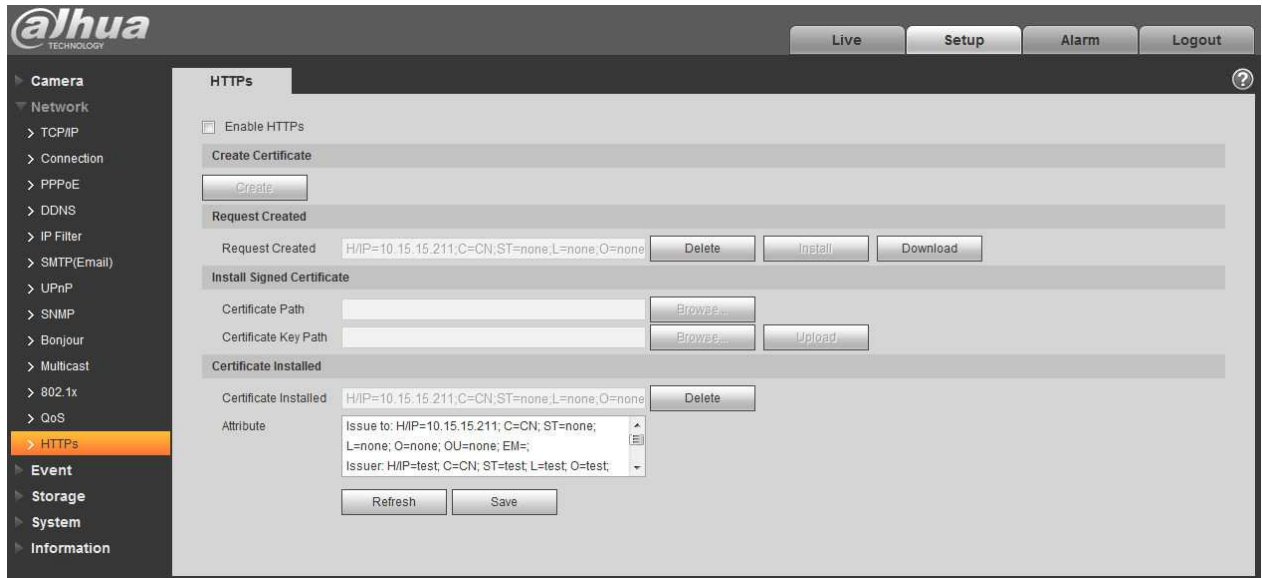 alhua
TECHNOLOGY
Live
Setup
Alarm
Logout
Camera
Network
TCP/IP
Connection
PPPoE
DDNS
IP Filter
SMTP(Email)
UPnP
SNMP
Bonjour
Multicast
802.1x
QoS
HTTPs
Event
Storage
System
Information
HTTPs
?
Enable HTTPs
Create Certificate
Create
Request Created
Request Created H/IP=10.15.15.211;C=CN;ST=none;L=none;O=none Delete Install Download
Install Signed Certificate
Certificate Path Browse...
Certificate Key Path Browse... Upload
Certificate Installed
Certificate Installed H/IP=10.15.15.211;C=CN;ST=none;L=none;O=none Delete
Attribute Issue to: H/IP=10.15.15.211; C=CN; ST=none;
L=none; O=none; OU=none; EM=;
Issuer: H/IP=test; C=CN; ST=test; L=test; O=test;
Refresh Save